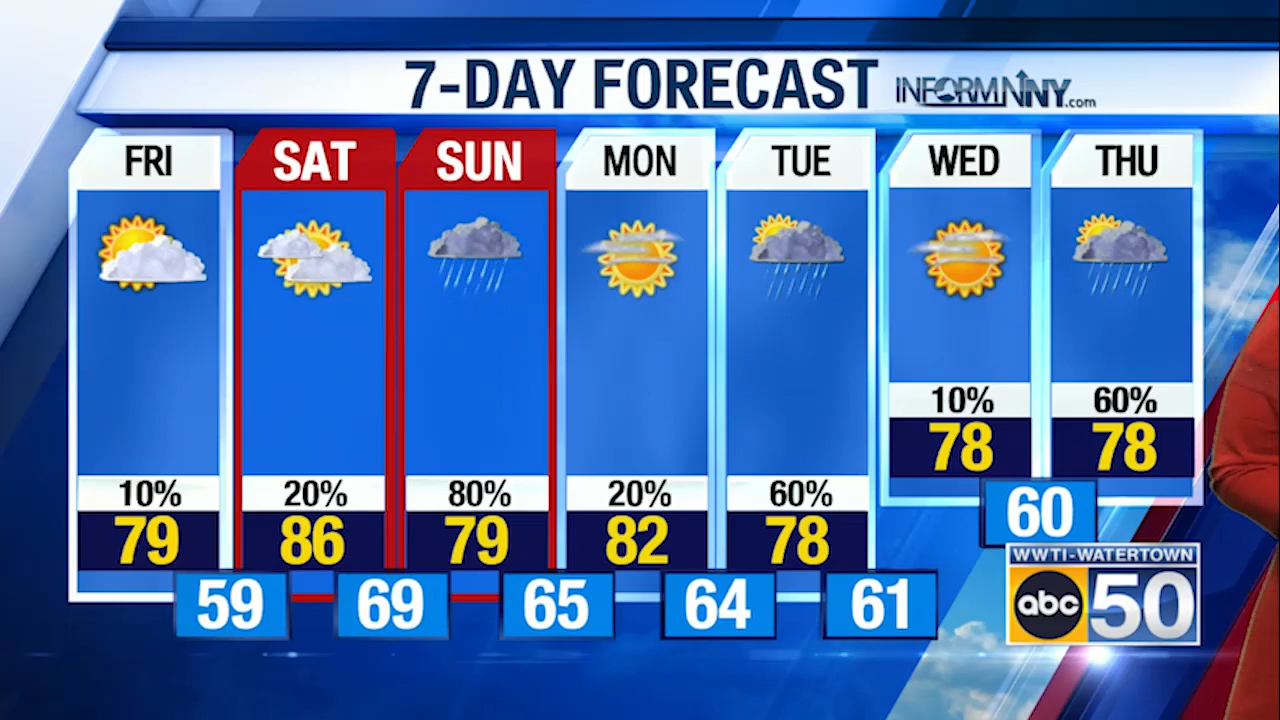 7-DAY FORECAST INFORMNNY.com
FRI SAT SUN MON TUE WED THU
10% 20% 80% 20% 60% 10% 60%
79 86 79 82 78 78 78
59 69 65 64 61 60
WWTI-WATERTOWN
abc 50